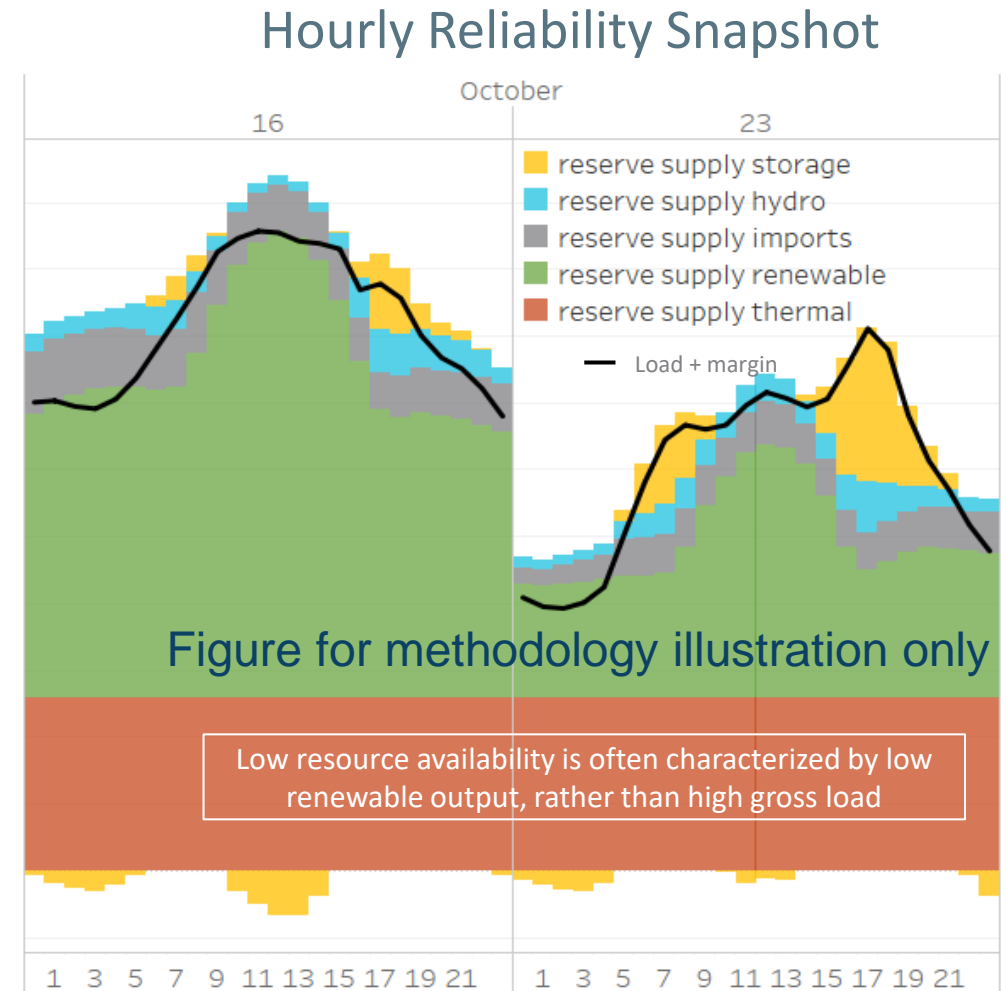 Hourly Reliability Snapshot
October
16 23
reserve supply storage
reserve supply hydro
reserve supply imports
reserve supply renewable
reserve supply thermal
Load + margin
Figure for methodology illustration only
Low resource availability is often characterized by low
renewable output, rather than high gross load
1 3 5 7 9 11 13 15 17 19 21 1 3 5 7 9 11 13 15 17 19 21